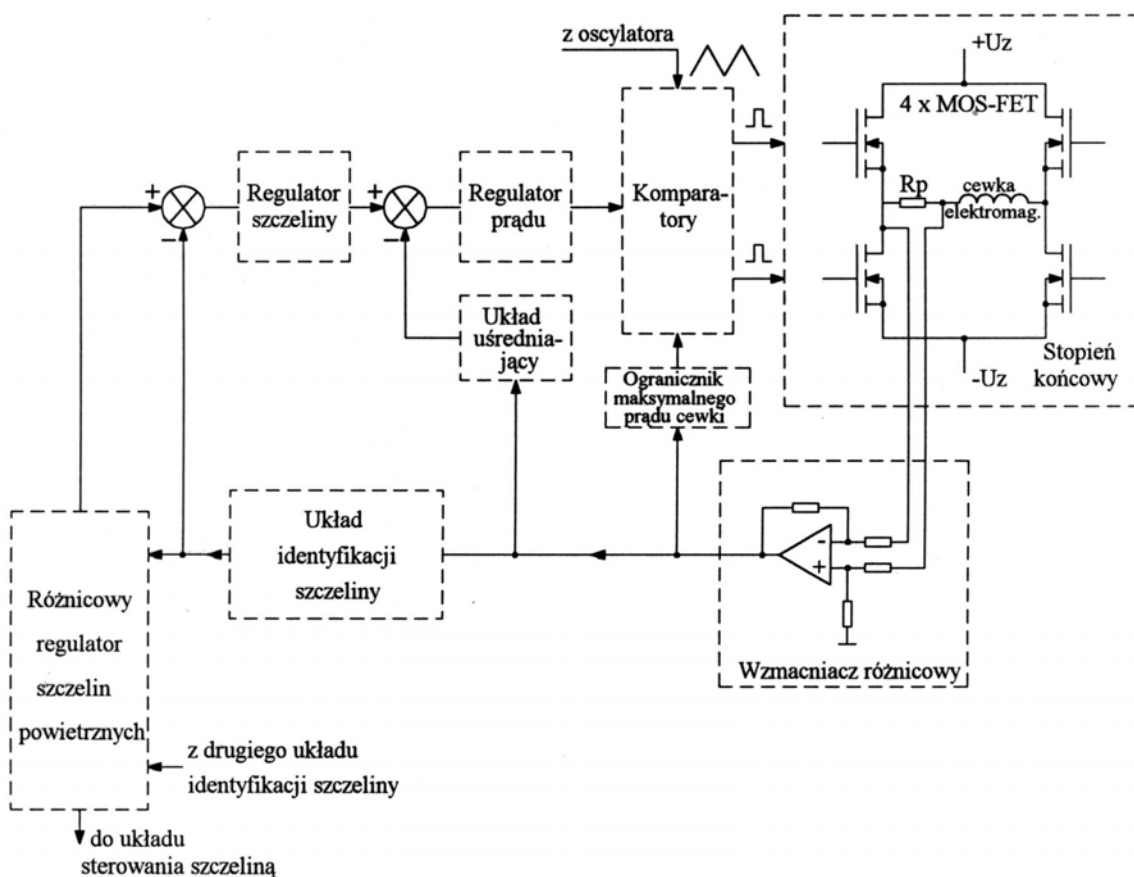 z oscylatora
+Uz
4 x MOS-FET
+
Regulator
szczeliny
+
Regulator
prądu
Kompara-
tory
Rp
cewka
elektromag.
−
−
Układ
uśrednia-
jący
Ogranicznik
maksymalnego
prądu cewki
-Uz
Stopień
końcowy
Układ
identyfikacji
szczeliny
-
+
Wzmacniacz różnicowy
Różnicowy
regulator
szczelin
powietrznych
z drugiego układu
identyfikacji szczeliny
do układu
sterowania szczeliną